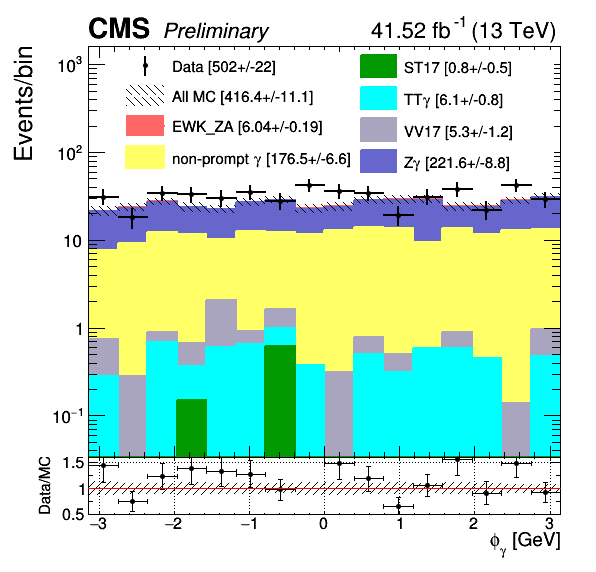 CMS Preliminary 41.52 fb⁻¹ (13 TeV)
Events/bin
10³
10²
10
1
10⁻¹
Data [502+/-22]
All MC [416.4+/-11.1]
EWK_ZA [6.04+/-0.19]
non-prompt γ [176.5+/-6.6]
ST17 [0.8+/-0.5]
TTγ [6.1+/-0.8]
VV17 [5.3+/-1.2]
Zγ [221.6+/-8.8]
Data/MC
1.5
1
0.5
−3 −2 −1 0 1 2 3
ϕγ [GeV]